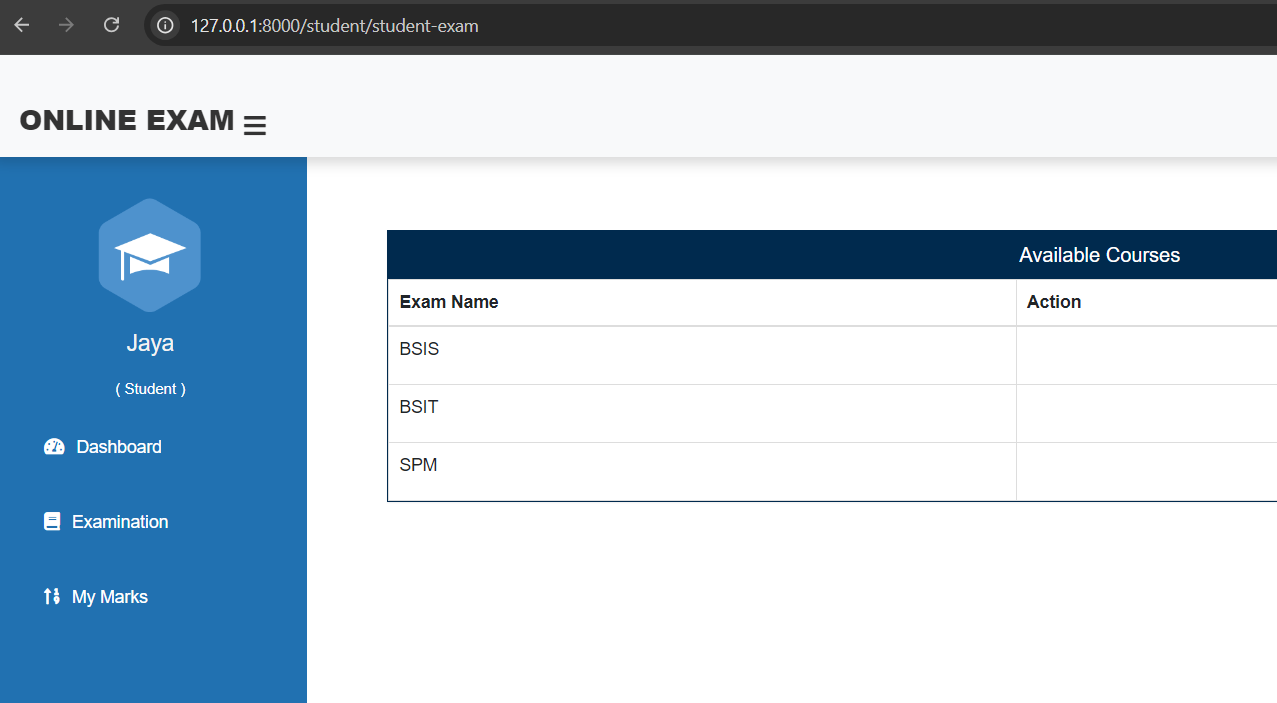 127.0.0.1:8000/student/student-exam
ONLINE EXAM
Jaya
( Student )
Dashboard
Examination
My Marks
Available Courses
Exam Name Action
BSIS
BSIT
SPM